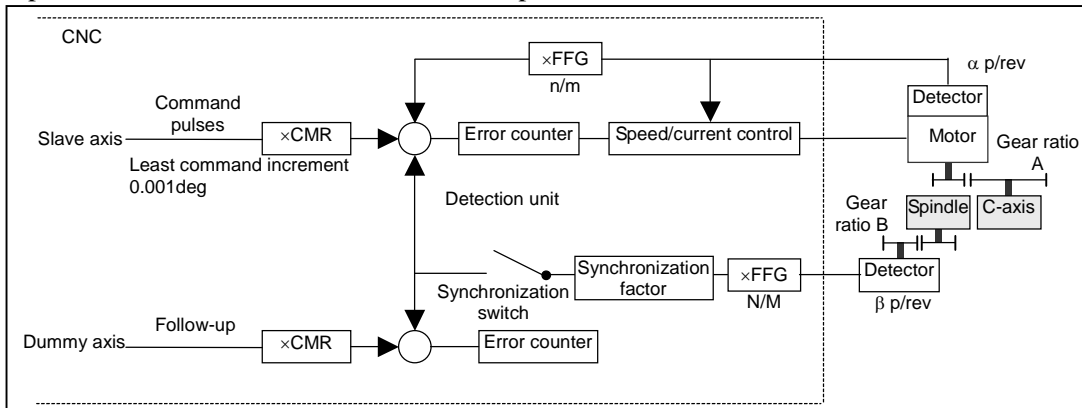 CNC
×FFG
n/m
α p/rev
Detector
Motor
Command
pulses
Slave axis
×CMR
Error counter
Speed/current control
Least command increment
0.001deg
Gear ratio
A
Detection unit
Gear
ratio B
Spindle
C-axis
Synchronization
factor
×FFG
N/M
Detector
β p/rev
Synchronization
switch
Follow-up
Dummy axis
×CMR
Error counter